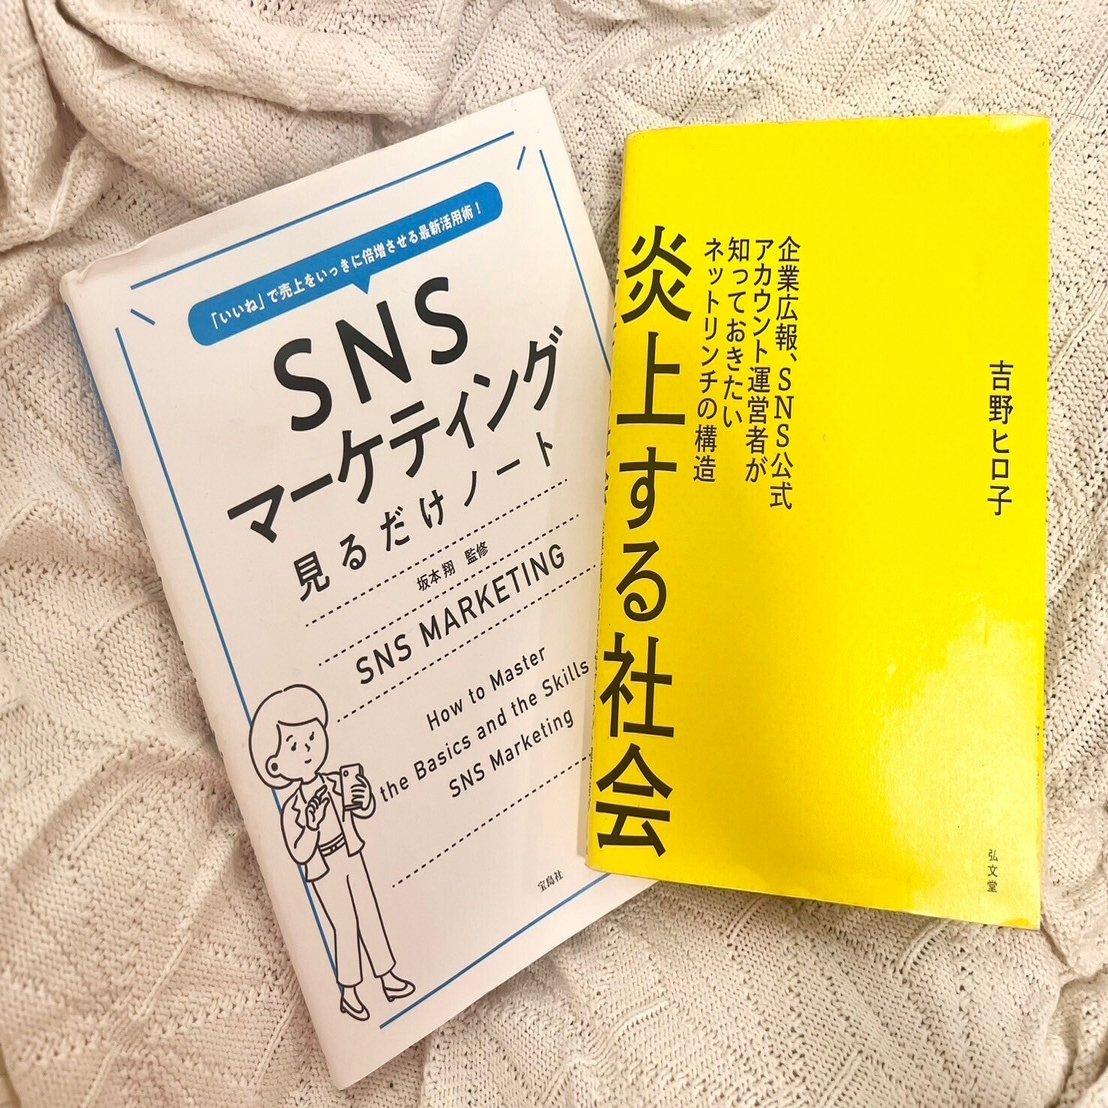 「いいね」で売上をいっきに倍増させる最新活用術！
SNS
マーケティング
見るだけノート
坂本 翔 監修
SNS MARKETING
How to Master
the Basics and the Skills
SNS Marketing
宝島社
吉野ヒロ子
企業広報、SNS公式
アカウント運営者が
知っておきたい
ネットリンチの構造
炎上する社会
弘文堂